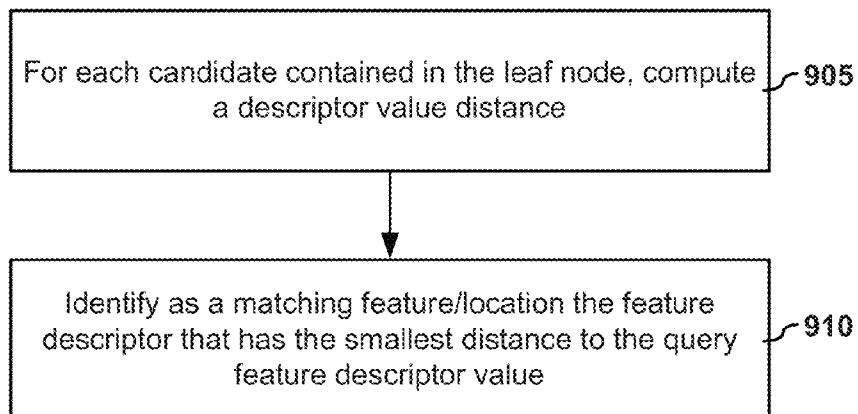 For each candidate contained in the leaf node, compute
a descriptor value distance
905
Identify as a matching feature/location the feature
descriptor that has the smallest distance to the query
feature descriptor value
910